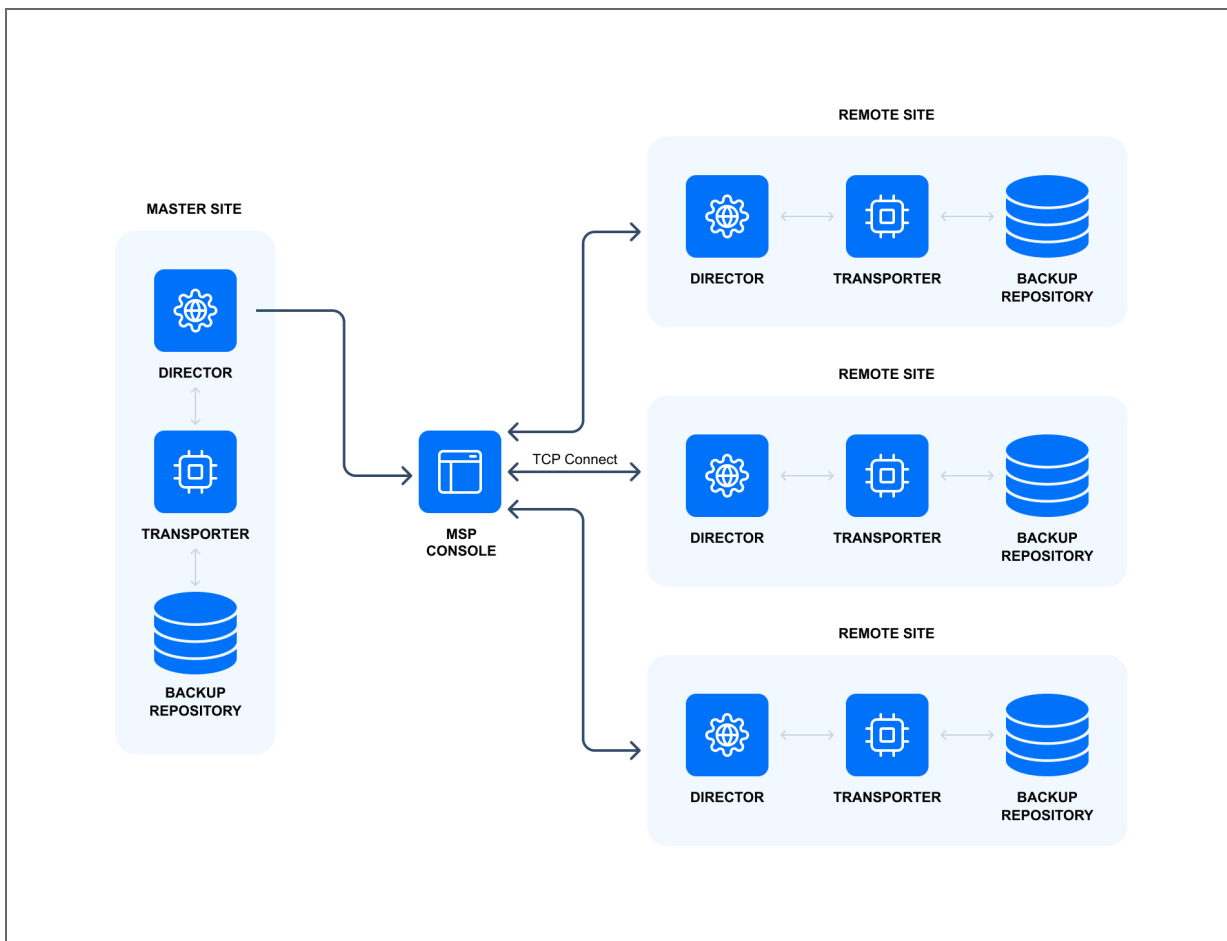 MASTER SITE
DIRECTOR
TRANSPORTER
BACKUP
REPOSITORY
MSP
CONSOLE
TCP Connect
REMOTE SITE
DIRECTOR
TRANSPORTER
BACKUP
REPOSITORY
REMOTE SITE
DIRECTOR
TRANSPORTER
BACKUP
REPOSITORY
REMOTE SITE
DIRECTOR
TRANSPORTER
BACKUP
REPOSITORY